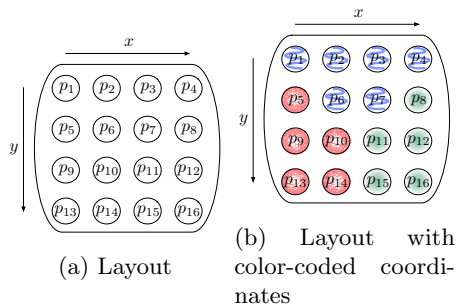 x
y
p1 p2 p3 p4
p5 p6 p7 p8
p9 p10 p11 p12
p13 p14 p15 p16
(a) Layout
x
y
p1 p2 p3 p4
p5 p6 p7 p8
p9 p10 p11 p12
p13 p14 p15 p16
(b) Layout with
color-coded coordi-
nates